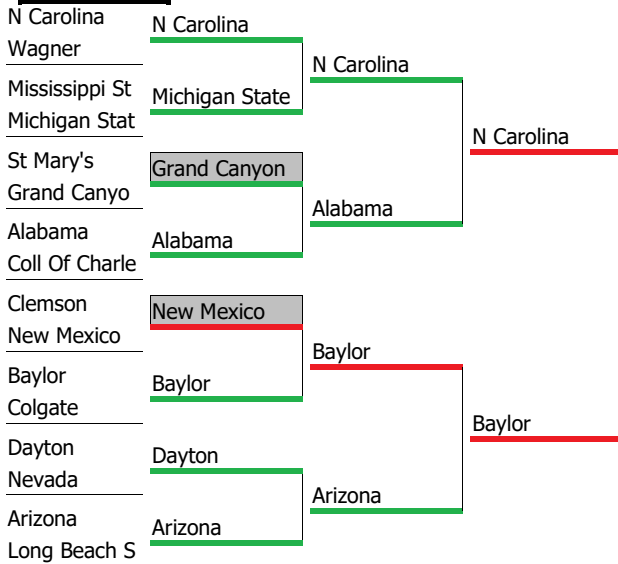 N Carolina
Wagner
Mississippi St
Michigan Stat
St Mary's
Grand Canyo
Alabama
Coll Of Charle
Clemson
New Mexico
Baylor
Colgate
Dayton
Nevada
Arizona
Long Beach S
N Carolina
Michigan State
Grand Canyon
Alabama
New Mexico
Baylor
Dayton
Arizona
N Carolina
Alabama
Baylor
Arizona
N Carolina
Baylor